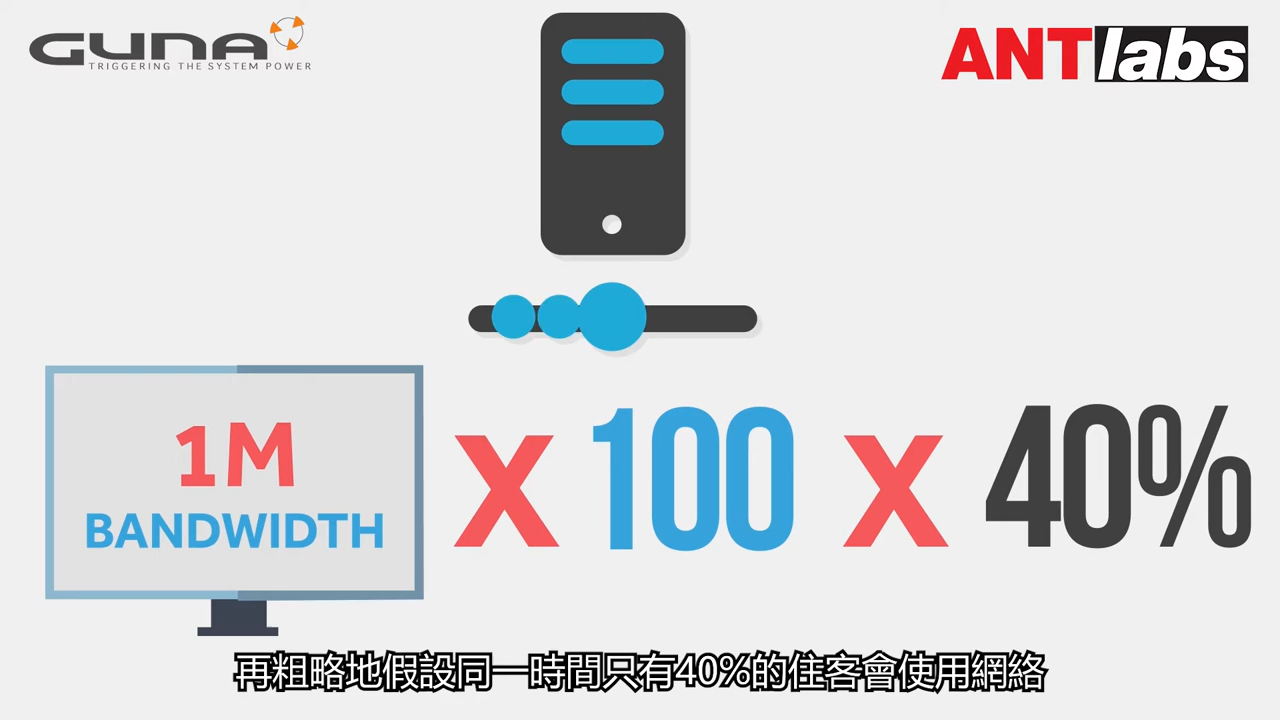 GUNA
TRIGGERING THE SYSTEM POWER
ANTlabs
1M
BANDWIDTH
X 100 X 40%
再粗略地假設同一時間只有40%的住客會使用網絡